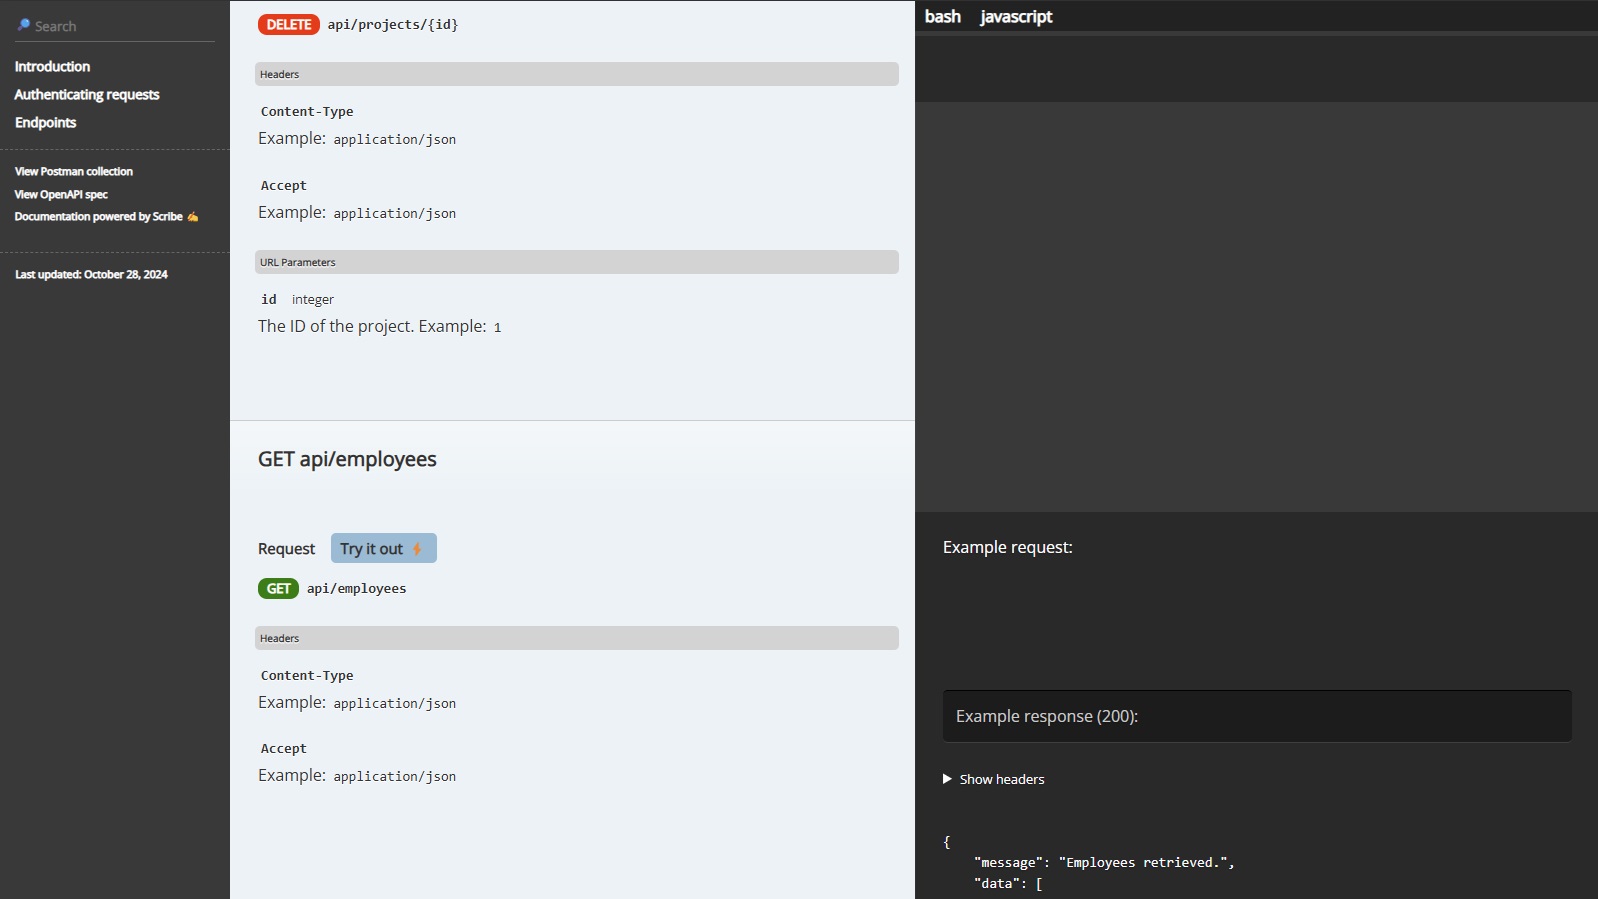 Search
Introduction
Authenticating requests
Endpoints
View Postman collection
View OpenAPI spec
Documentation powered by Scribe ✍
Last updated: October 28, 2024
DELETE api/projects/{id}
Headers
Content-Type
Example: application/json
Accept
Example: application/json
URL Parameters
id integer
The ID of the project. Example: 1
GET api/employees
Request Try it out ⚡
GET api/employees
Headers
Content-Type
Example: application/json
Accept
Example: application/json
bash javascript
Example request:
Example response (200):
Show headers
{
    "message": "Employees retrieved.",
    "data": [